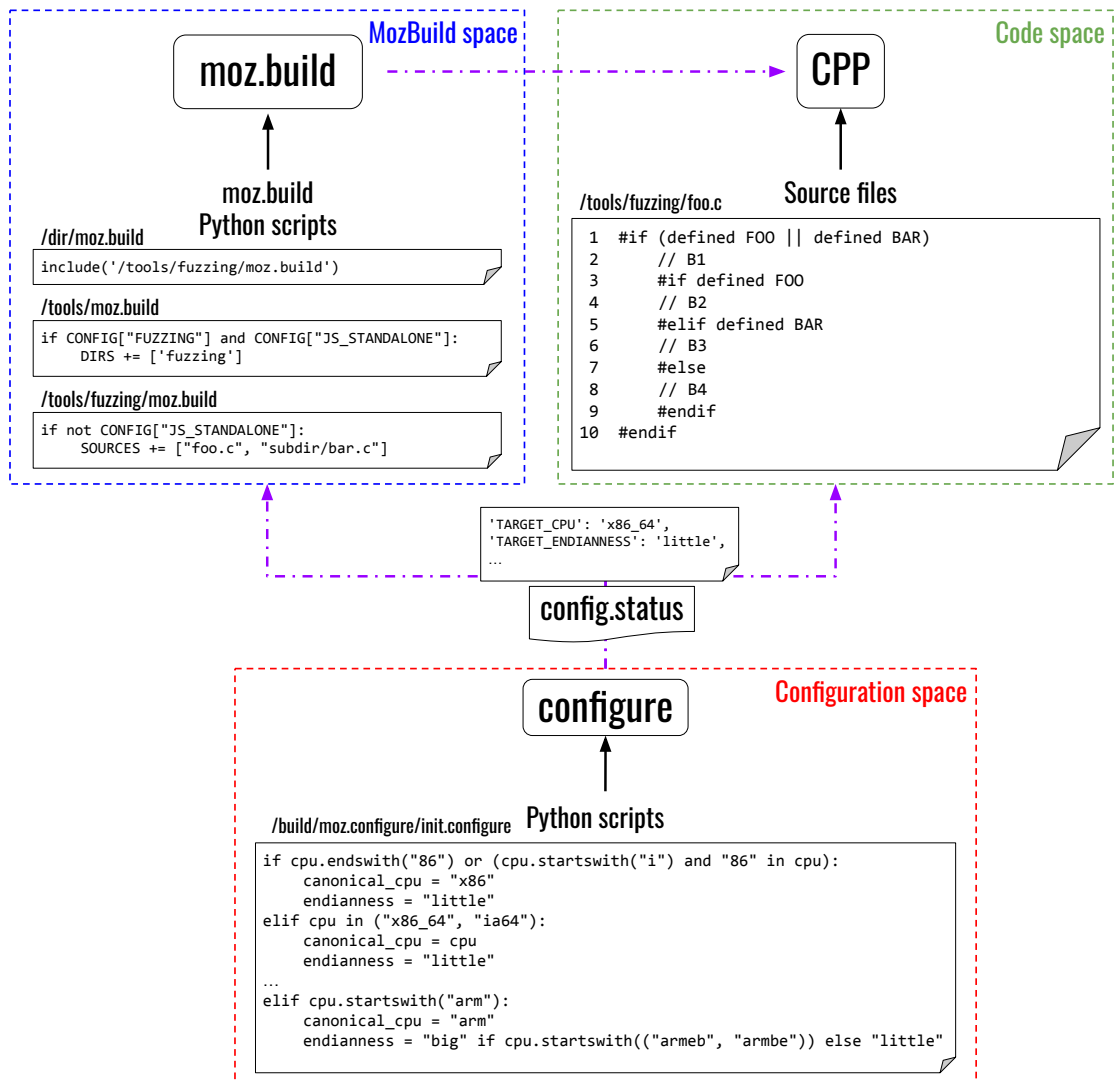 MozBuild space
moz.build
moz.build
Python scripts
/dir/moz.build
include('/tools/fuzzing/moz.build')
/tools/moz.build
if CONFIG["FUZZING"] and CONFIG["JS_STANDALONE"]:
    DIRS += ['fuzzing']
/tools/fuzzing/moz.build
if not CONFIG["JS_STANDALONE"]:
    SOURCES += ["foo.c", "subdir/bar.c"]
Code space
CPP
Source files
/tools/fuzzing/foo.c
1 #if (defined FOO || defined BAR)
2     // B1
3     #if defined FOO
4     // B2
5     #elif defined BAR
6     // B3
7     #else
8     // B4
9     #endif
10 #endif
'TARGET_CPU': 'x86_64',
'TARGET_ENDIANNESS': 'little',
…
config.status
Configuration space
configure
Python scripts
/build/moz.configure/init.configure
if cpu.endswith("86") or (cpu.startswith("i") and "86" in cpu):
    canonical_cpu = "x86"
    endianness = "little"
elif cpu in ("x86_64", "ia64"):
    canonical_cpu = cpu
    endianness = "little"
…
elif cpu.startswith("arm"):
    canonical_cpu = "arm"
    endianness = "big" if cpu.startswith(("armeb", "armbe")) else "little"